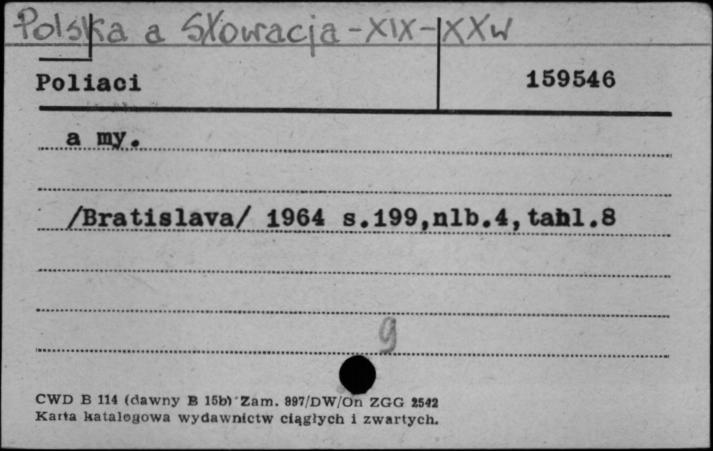 Polska a Słowacja - XIX-XXw
Poliaci 159546
a my.
/Bratislava/ 1964 s.199,nlb.4,tabl.8
9
CWD B 114 (dawny B 15b) Zam. 897/DW/On ZGG 2542
Karta katalogowa wydawnictw ciągłych i zwartych.